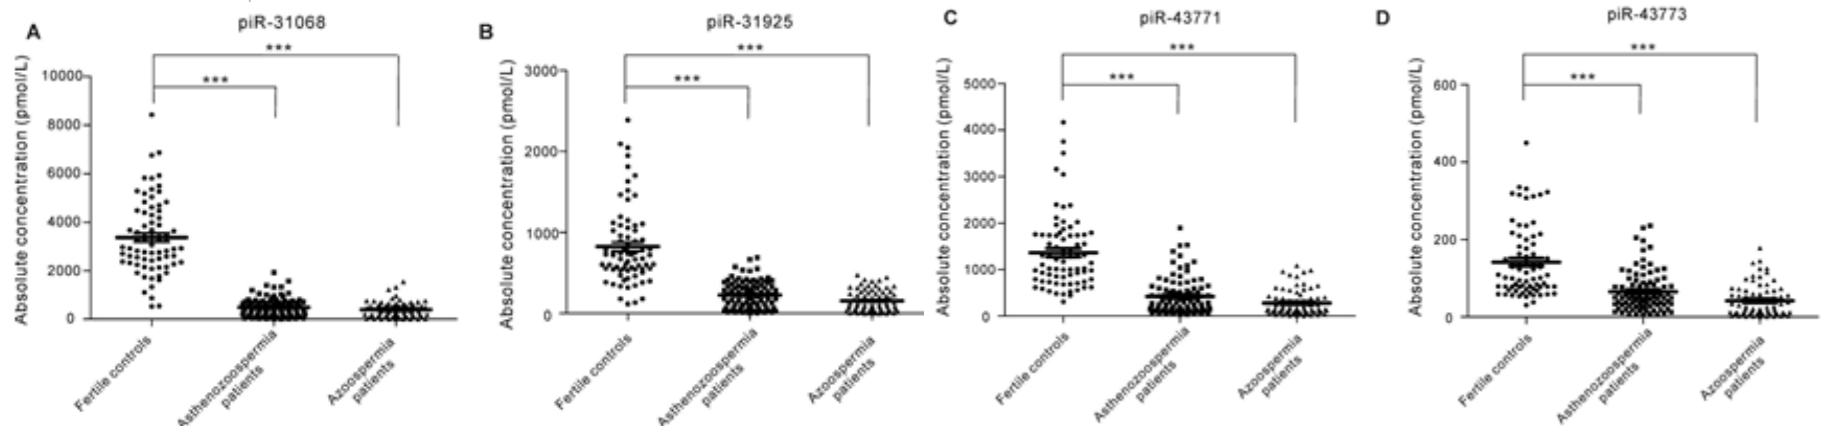 A
piR-31068
***
***
Absolute concentration (pmol/L)
10000
8000
6000
4000
2000
0
Fertile controls
Asthenozoospermia
patients
Azoospermia
patients
B
piR-31925
***
***
Absolute concentration (pmol/L)
3000
2000
1000
0
Fertile controls
Asthenozoospermia
patients
Azoospermia
patients
C
piR-43771
***
***
Absolute concentration (pmol/L)
5000
4000
3000
2000
1000
0
Fertile controls
Asthenozoospermia
patients
Azoospermia
patients
D
piR-43773
***
***
Absolute concentration (pmol/L)
600
400
200
0
Fertile controls
Asthenozoospermia
patients
Azoospermia
patients